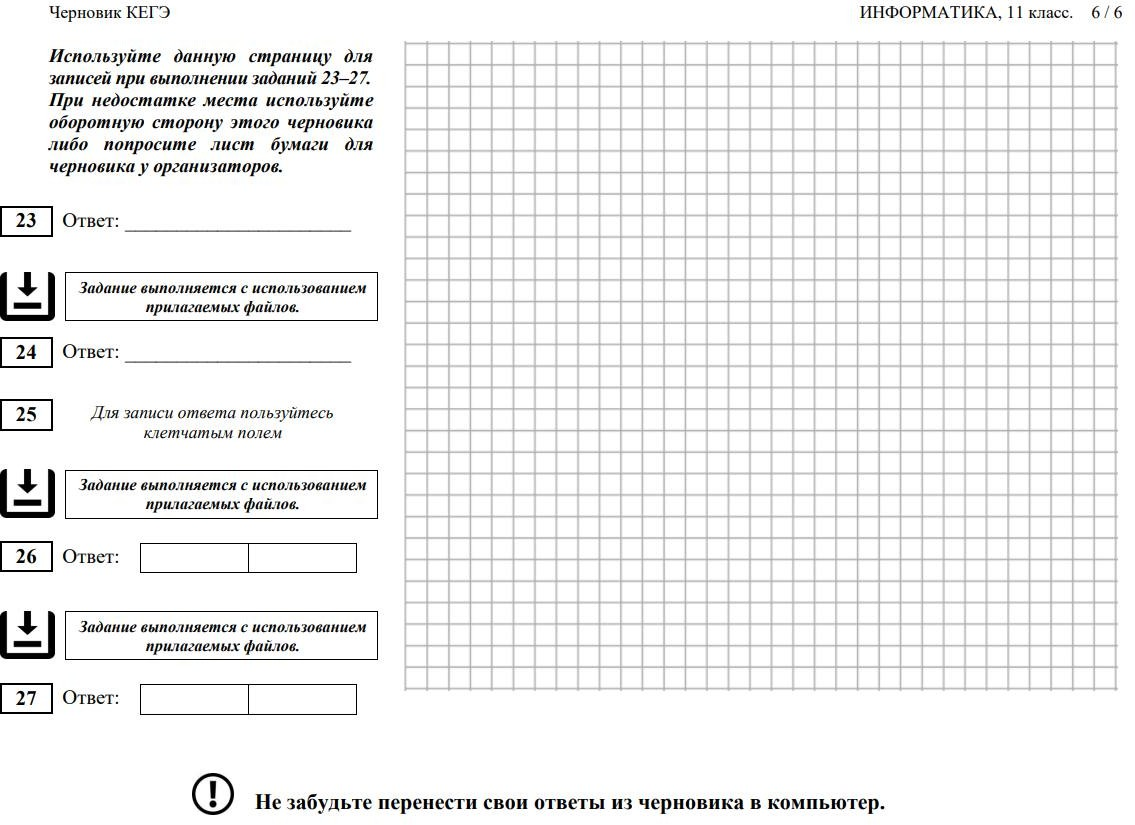 Черновик КЕГЭ
ИНФОРМАТИКА, 11 класс. 6 / 6
Используйте данную страницу для
записей при выполнении заданий 23–27.
При недостатке места используйте
оборотную сторону этого черновика
либо попросите лист бумаги для
черновика у организаторов.
23 Ответ: ________________________
Задание выполняется с использованием
прилагаемых файлов.
24 Ответ: ________________________
25 Для записи ответа пользуйтесь
клетчатым полем
Задание выполняется с использованием
прилагаемых файлов.
26 Ответ:
Задание выполняется с использованием
прилагаемых файлов.
27 Ответ:
Не забудьте перенести свои ответы из черновика в компьютер.